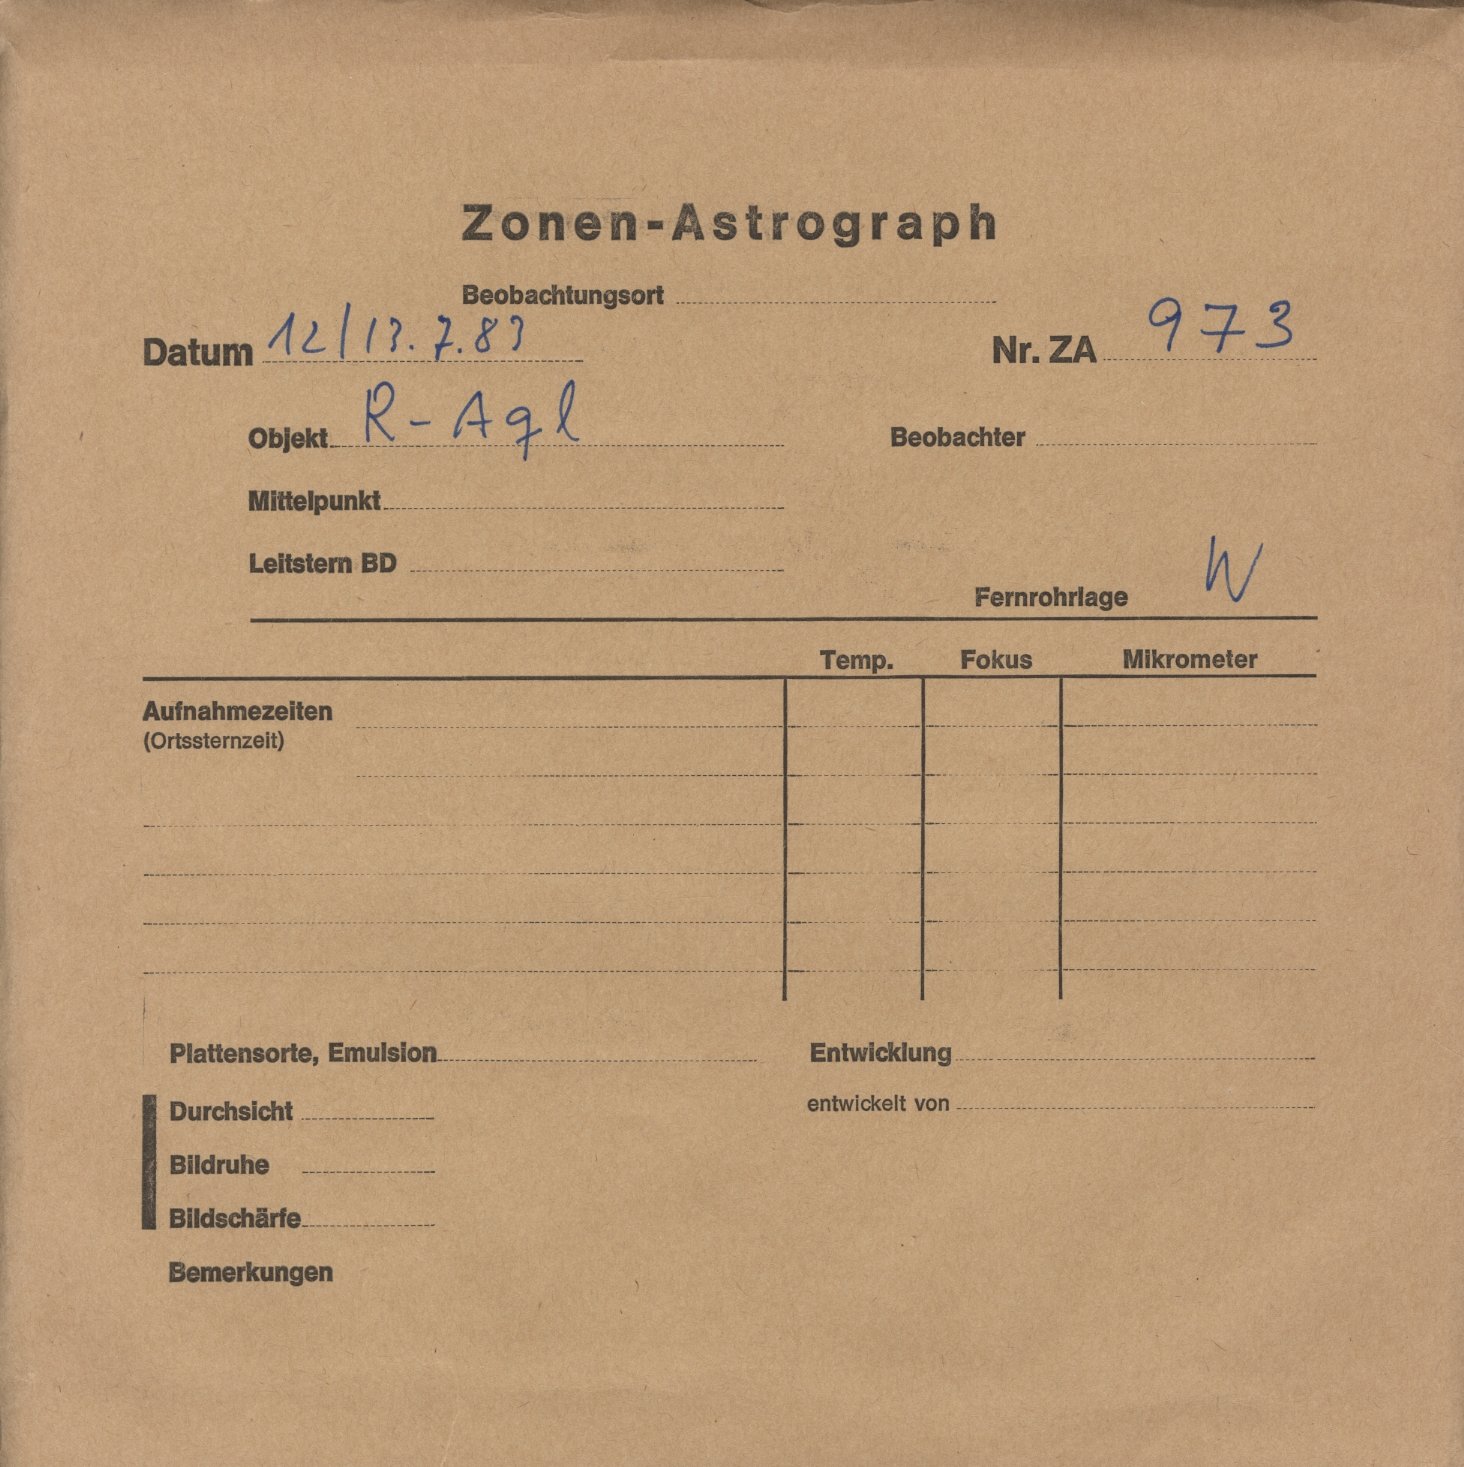 Zonen-Astrograph
Beobachtungsort
Datum 12/13.7.83
Nr. ZA 973
Objekt R-Aql
Beobachter
Mittelpunkt
Leitstern BD
Fernrohrlage W
Temp. Fokus Mikrometer
Aufnahmezeiten
(Ortssternzeit)
Plattensorte, Emulsion
Entwicklung
entwickelt von
Durchsicht
Bildruhe
Bildschärfe
Bemerkungen